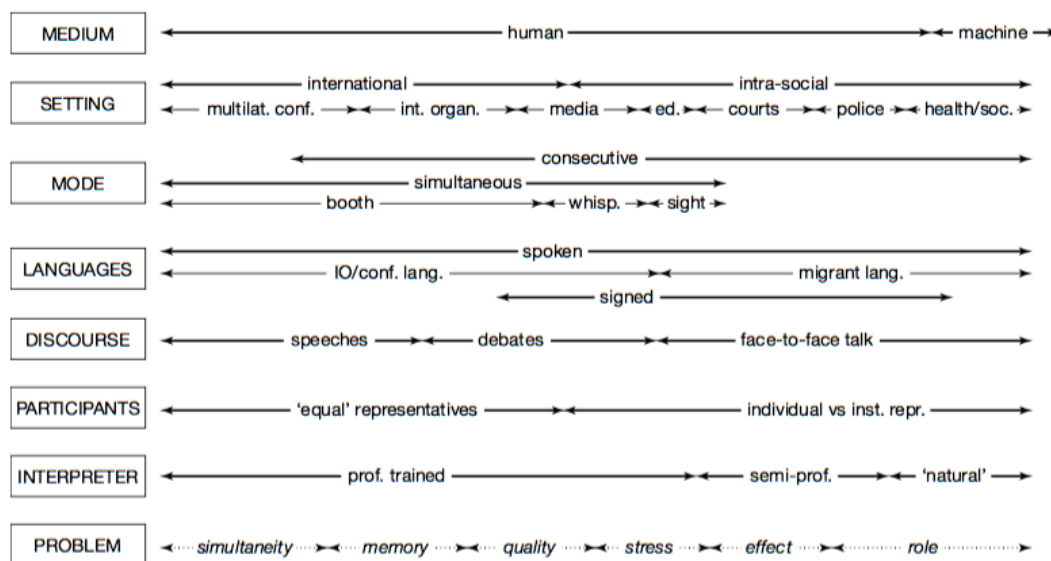 MEDIUM human machine
international intra-social
SETTING multilat. conf. int. organ. media ed. courts police health/soc.
consecutive
MODE simultaneous
booth whisp. sight
spoken
LANGUAGES IO/conf. lang. migrant lang.
signed
DISCOURSE speeches debates face-to-face talk
PARTICIPANTS 'equal' representatives individual vs inst. repr.
INTERPRETER prof. trained semi-prof. 'natural'
PROBLEM simultaneity memory quality stress effect role